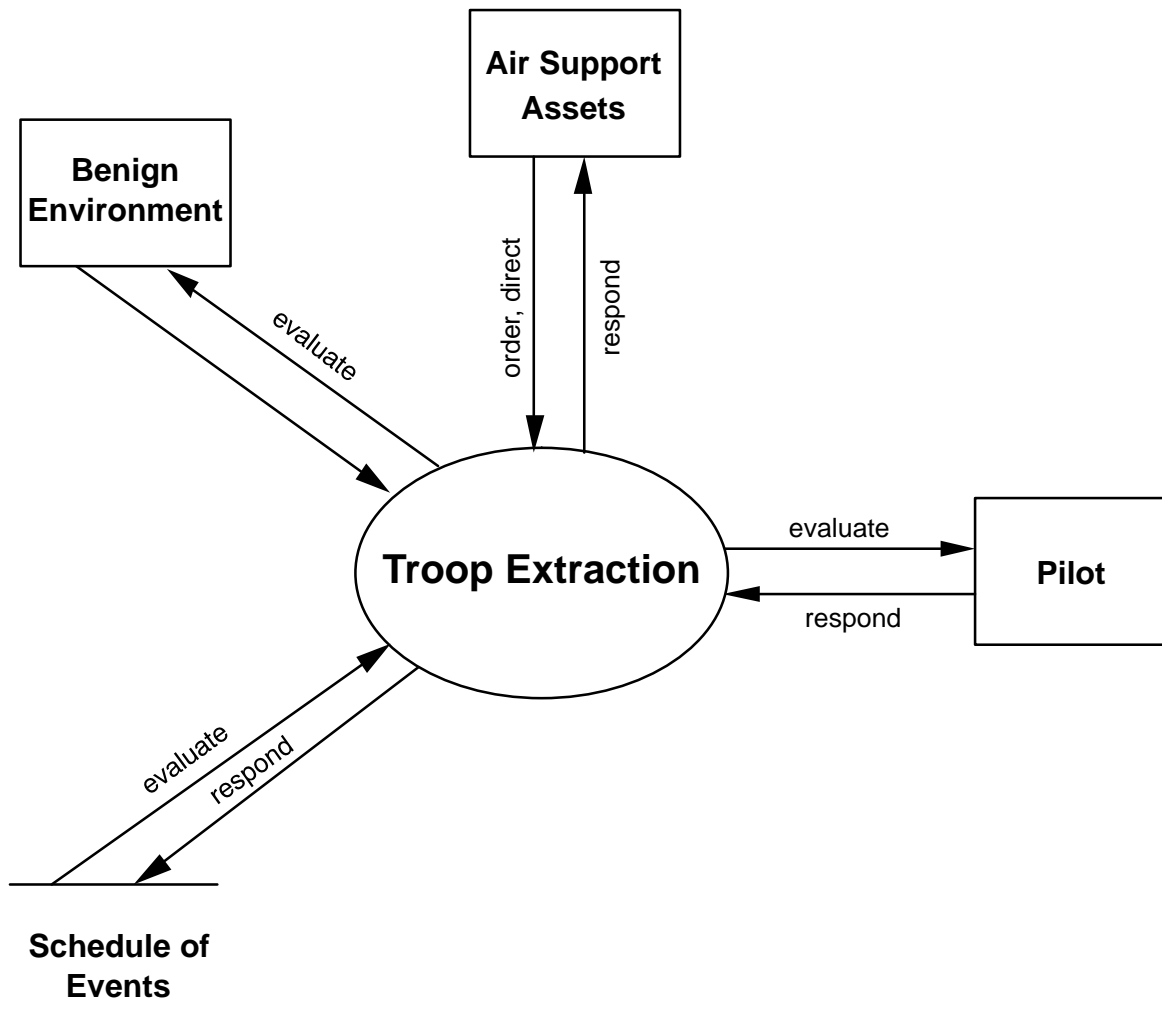 Air Support
Assets
Benign
Environment
order, direct
respond
evaluate
Troop Extraction
evaluate
respond
Pilot
evaluate
respond
Schedule of
Events